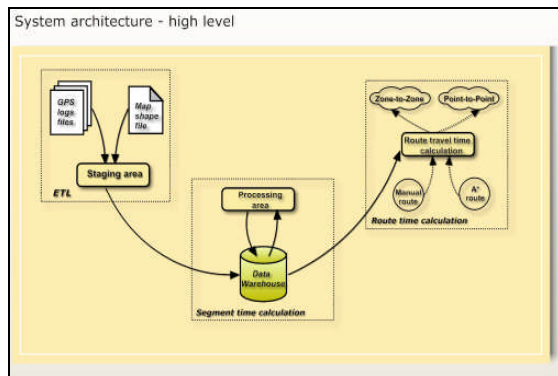 System architecture - high level
GPS
logs
files
Map
shape
file
Staging area
ETL
Processing
area
Data
Warehouse
Segment time calculation
Zone-to-Zone
Point-to-Point
Route travel time
calculation
Manual
route
A*
route
Route time calculation